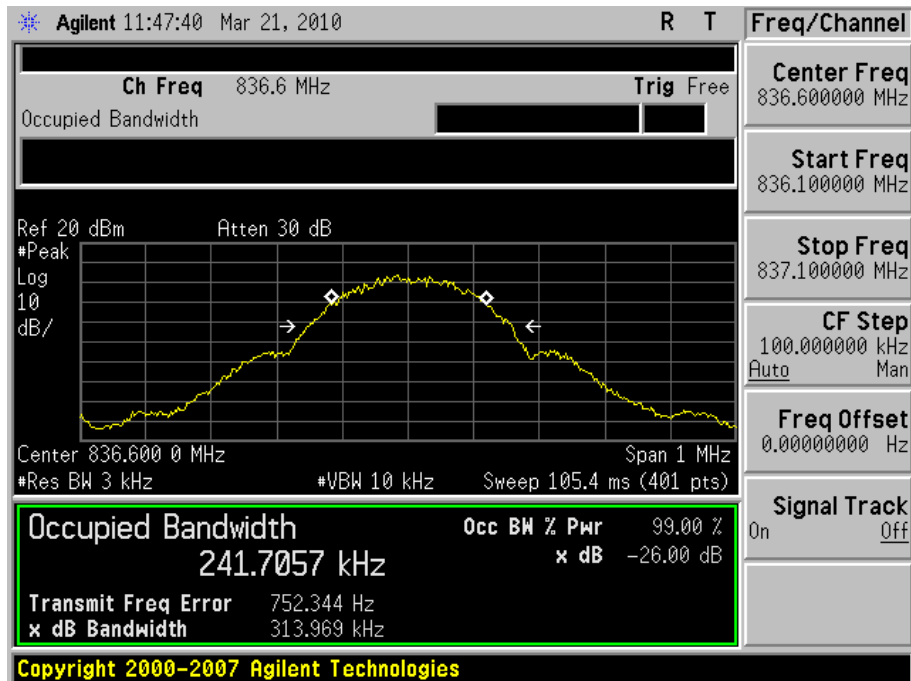 Agilent 11:47:40 Mar 21, 2010 R T
Freq/Channel
Ch Freq 836.6 MHz Trig Free
Occupied Bandwidth
Center Freq
836.600000 MHz
Start Freq
836.100000 MHz
Stop Freq
837.100000 MHz
CF Step
100.000000 kHz
Auto Man
Freq Offset
0.00000000 Hz
Signal Track
On Off
Ref 20 dBm Atten 30 dB
#Peak
Log
10
dB/
Center 836.600 0 MHz Span 1 MHz
#Res BW 3 kHz #VBW 10 kHz Sweep 105.4 ms (401 pts)
Occupied Bandwidth Occ BW % Pwr 99.00 %
241.7057 kHz x dB -26.00 dB
Transmit Freq Error 752.344 Hz
x dB Bandwidth 313.969 kHz
Copyright 2000-2007 Agilent Technologies